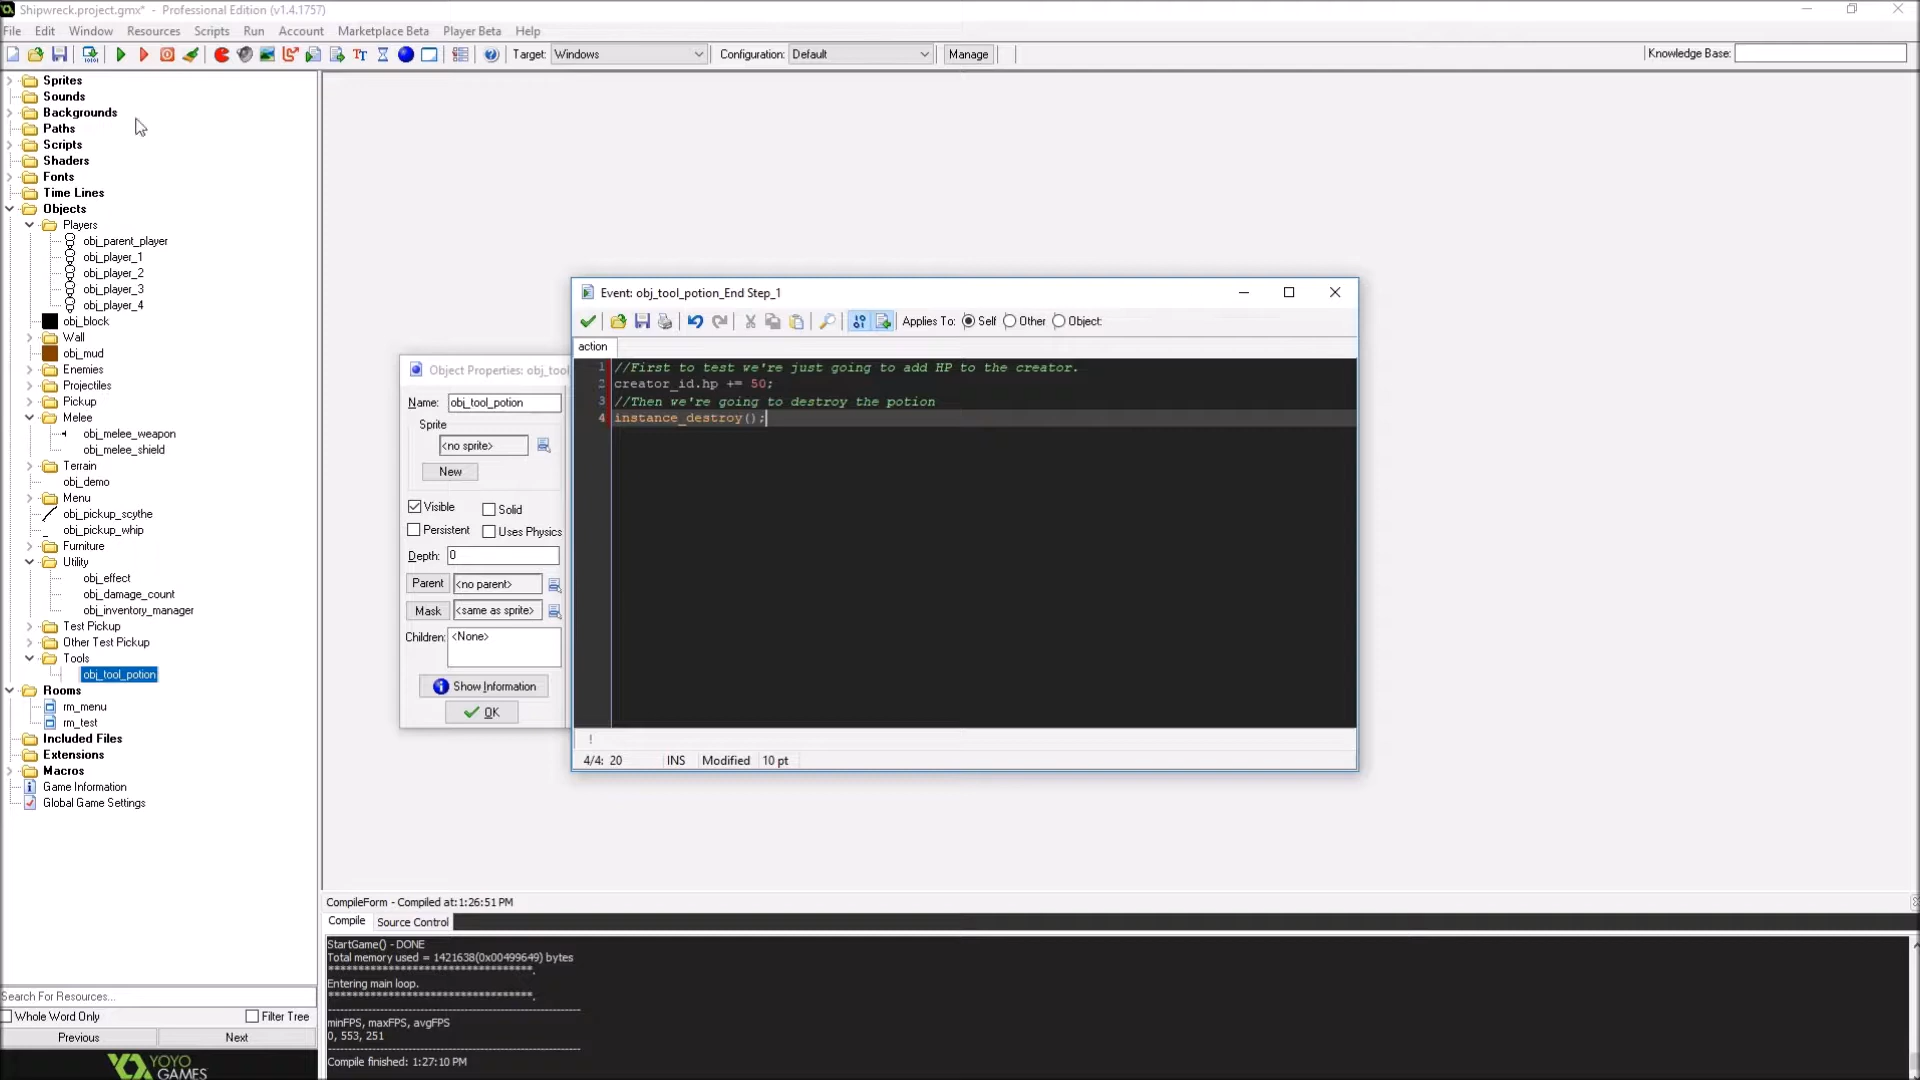 Shipwreck.project.gmx* - Professional Edition (v1.4.1757)
File Edit Window Resources Scripts Run Account Marketplace Beta Player Beta Help
Target: Windows Configuration: Default Manage Knowledge Base:
Sprites
Sounds
Backgrounds
Paths
Scripts
Shaders
Fonts
Time Lines
Objects
Players
obj_parent_player
obj_player_1
obj_player_2
obj_player_3
obj_player_4
obj_block
Wall
obj_mud
Enemies
Projectiles
Pickup
Melee
obj_melee_weapon
obj_melee_shield
Terrain
obj_demo
Menu
obj_pickup_scythe
obj_pickup_whip
Furniture
Utility
obj_effect
obj_damage_count
obj_inventory_manager
Test Pickup
Other Test Pickup
Tools
obj_tool_potion
Rooms
rm_menu
rm_test
Included Files
Extensions
Macros
Game Information
Global Game Settings
Search For Resources...
Whole Word Only Filter Tree
Previous Next
YOYO
GAMES
Object Properties: obj_too
Name: obj_tool_potion
Sprite
<no sprite>
New
Visible Solid
Persistent Uses Physics
Depth: 0
Parent <no parent>
Mask <same as sprite>
Children: <None>
Show Information
OK
Event: obj_tool_potion_End Step_1
Applies To: Self Other Object:
action
1 //First to test we're just going to add HP to the creator.
2 creator_id.hp += 50;
3 //Then we're going to destroy the potion
4 instance_destroy();
4/4: 20 INS Modified 10 pt
CompileForm - Compiled at:1:26:51 PM
Compile Source Control
StartGame() - DONE
Total memory used = 1421638(0x00499649) bytes
***********************************.
Entering main loop.
***********************************.
minFPS, maxFPS, avgFPS
0, 553, 251
Compile finished: 1:27:10 PM